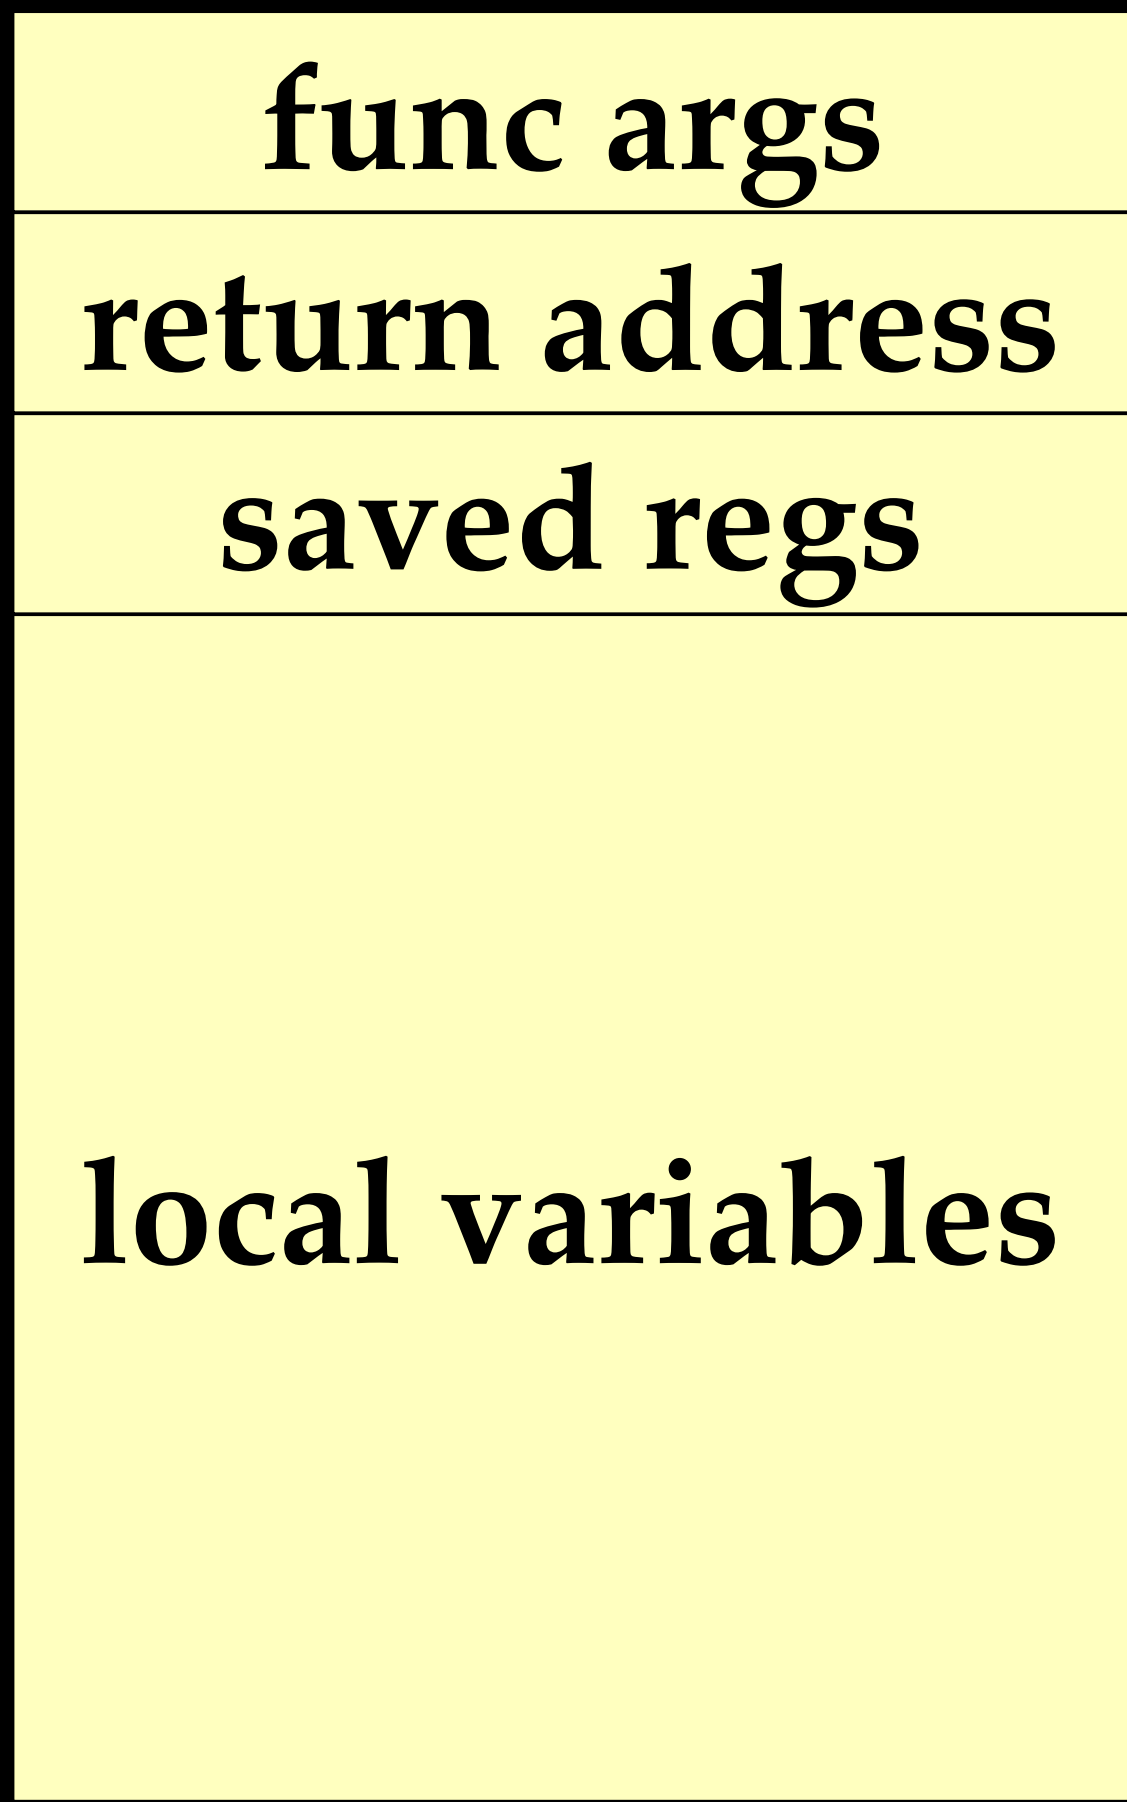 func args
return address
saved regs
local variables